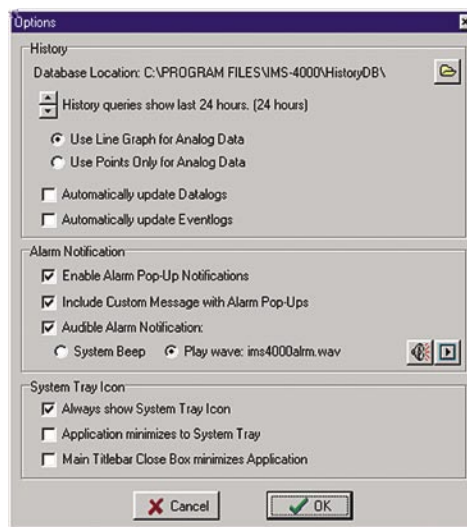 Options
History
Database Location: C:\PROGRAM FILES\IMS-4000\HistoryDB\
History queries show last 24 hours. (24 hours)
Use Line Graph for Analog Data
Use Points Only for Analog Data
Automatically update Datalogs
Automatically update Eventlogs
Alarm Notification
Enable Alarm Pop-Up Notifications
Include Custom Message with Alarm Pop-Ups
Audible Alarm Notification:
System Beep Play wave: ims4000alrm.wav
System Tray Icon
Always show System Tray Icon
Application minimizes to System Tray
Main Titlebar Close Box minimizes Application
Cancel OK